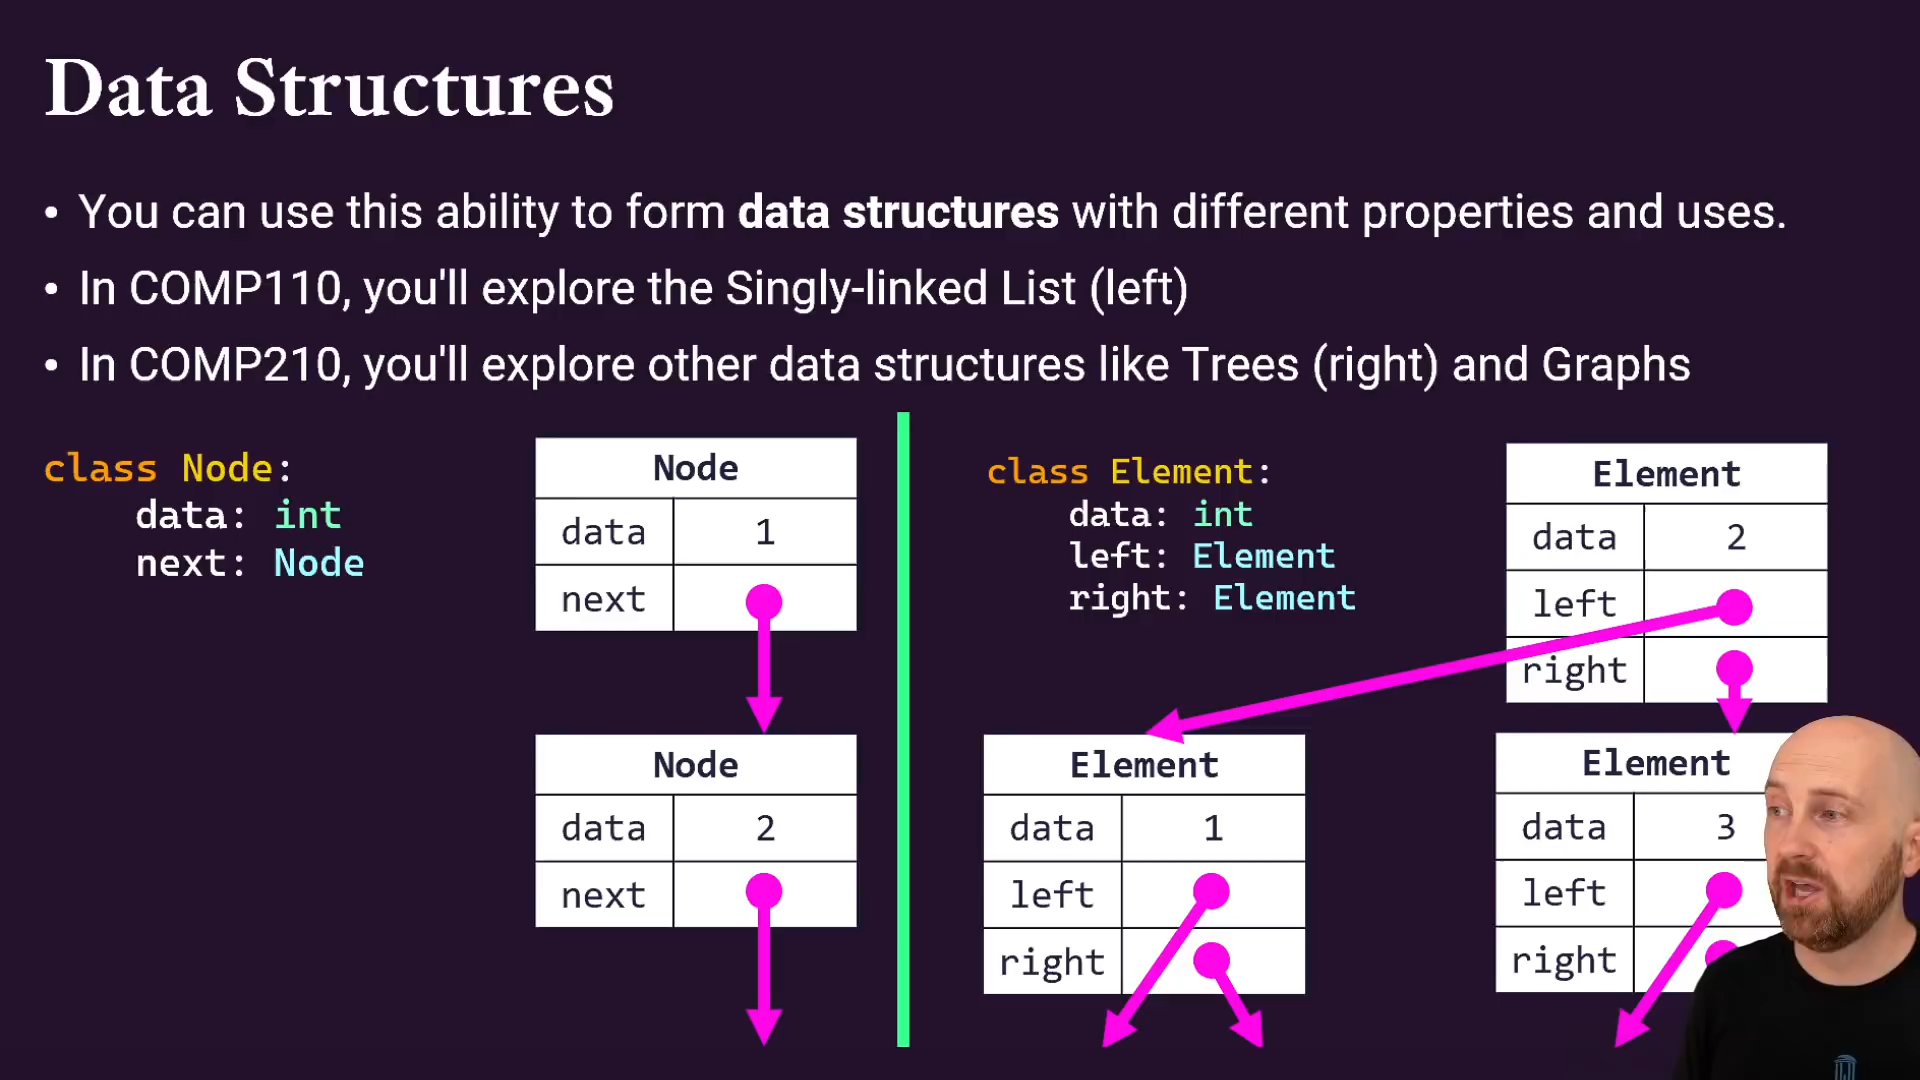 Data Structures
• You can use this ability to form data structures with different properties and uses.
• In COMP110, you'll explore the Singly-linked List (left)
• In COMP210, you'll explore other data structures like Trees (right) and Graphs
class Node:
data: int
next: Node
Node
data 1
next
Node
data 2
next
class Element:
data: int
left: Element
right: Element
Element
data 2
left
right
Element
data 1
left
right
Element
data 3
left
right